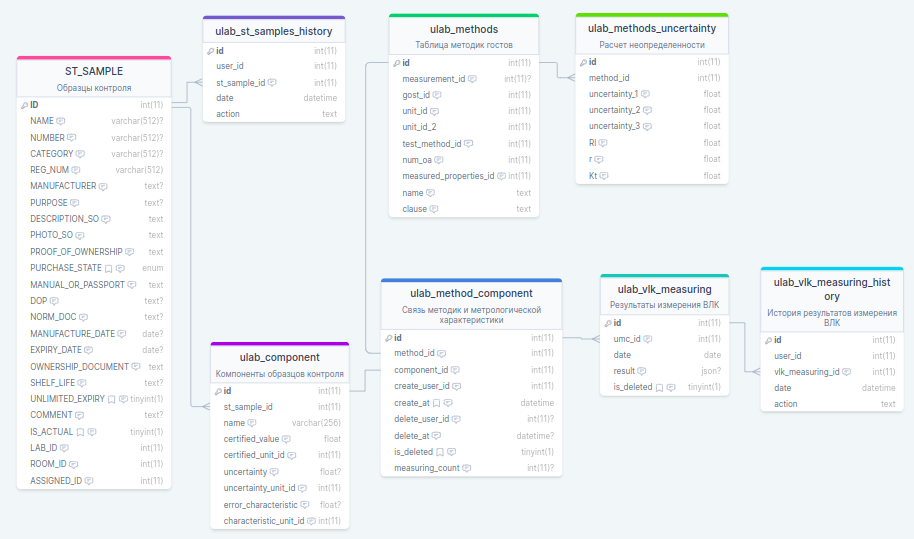 ST_SAMPLE
Образцы контроля
ID int(11)
NAME varchar(512)?
NUMBER varchar(512)?
CATEGORY varchar(512)?
REG_NUM varchar(512)
MANUFACTURER text?
PURPOSE text?
DESCRIPTION_SO text
PHOTO_SO text
PROOF_OF_OWNERSHIP text
PURCHASE_STATE enum
MANUAL_OR_PASSPORT text
DOP text?
NORM_DOC text?
MANUFACTURE_DATE date?
EXPIRY_DATE date?
OWNERSHIP_DOCUMENT text
SHELF_LIFE text?
UNLIMITED_EXPIRY tinyint(1)
COMMENT text?
IS_ACTUAL tinyint(1)
LAB_ID int(11)
ROOM_ID int(11)
ASSIGNED_ID int(11)
ulab_st_samples_history
id int(11)
user_id int(11)
st_sample_id int(11)
date datetime
action text
ulab_methods
Таблица методик гостов
id int(11)
measurement_id int(11)?
gost_id int(11)
unit_id int(11)
unit_id_2 int(11)
test_method_id int(11)
num_oa int(11)
measured_properties_id int(11)
name text
clause text
ulab_methods_uncertainty
Расчет неопределенности
id int(11)
method_id int(11)
uncertainty_1 float
uncertainty_2 float
uncertainty_3 float
Rl float
r float
Kt float
ulab_component
Компоненты образцов контроля
id int(11)
st_sample_id int(11)
name varchar(256)
certified_value float
certified_unit_id int(11)
uncertainty float?
uncertainty_unit_id int(11)
error_characteristic float?
characteristic_unit_id int(11)
ulab_method_component
Связь методик и метрологической
характеристики
id int(11)
method_id int(11)
component_id int(11)
create_user_id int(11)
create_at datetime
delete_user_id int(11)?
delete_at datetime?
is_deleted tinyint(1)
measuring_count int(11)?
ulab_vlk_measuring
Результаты измерения ВЛК
id int(11)
umc_id int(11)
date date
result json?
is_deleted tinyint(1)
ulab_vlk_measuring_hist
ory
История результатов измерения
ВЛК
id int(11)
user_id int(11)
vlk_measuring_id int(11)
date datetime
action text